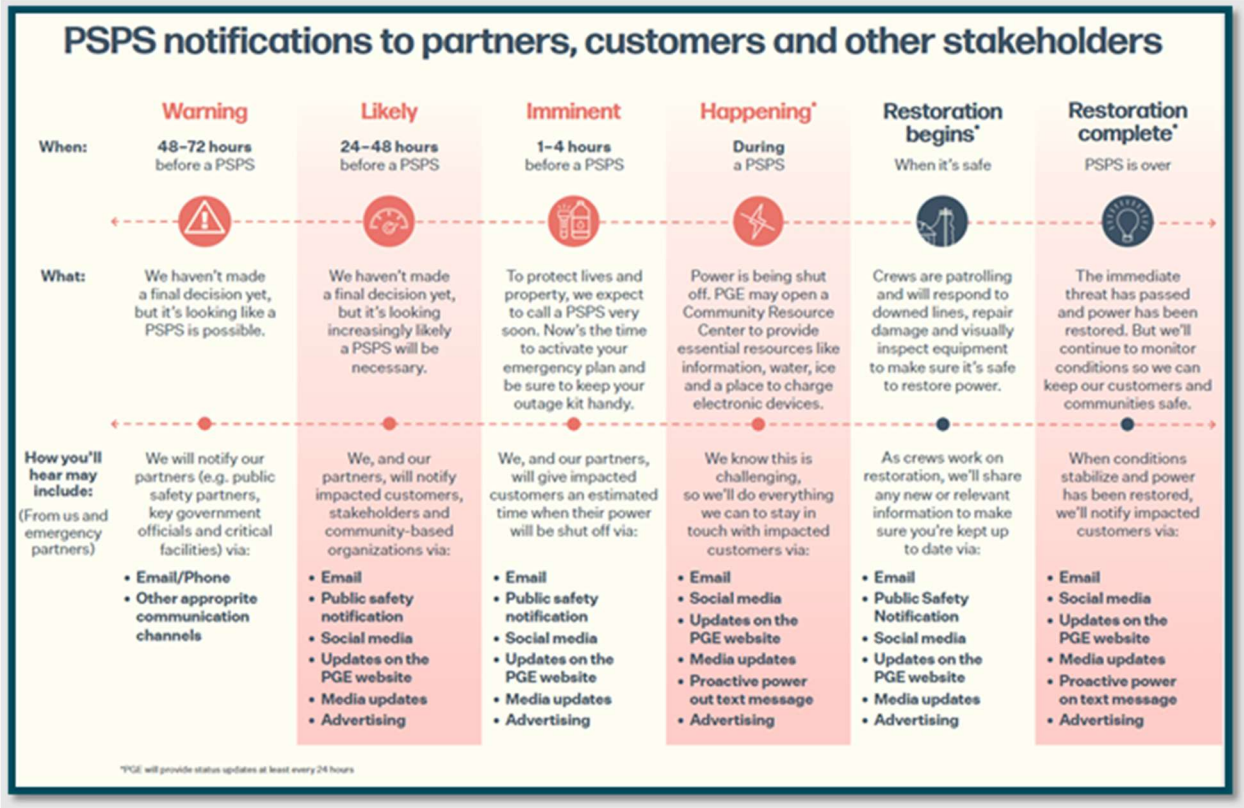 PSPS notifications to partners, customers and other stakeholders
Warning
Likely
Imminent
Happening*
Restoration
begins*
Restoration
complete*
When:
48–72 hours
before a PSPS
24–48 hours
before a PSPS
1–4 hours
before a PSPS
During
a PSPS
When it's safe
PSPS is over
What:
We haven't made
a final decision yet,
but it's looking like a
PSPS is possible.
We haven't made
a final decision yet,
but it's looking
increasingly likely
a PSPS will be
necessary.
To protect lives and
property, we expect
to call a PSPS very
soon. Now's the time
to activate your
emergency plan and
be sure to keep your
outage kit handy.
Power is being shut
off. PGE may open a
Community Resource
Center to provide
essential resources like
information, water, ice
and a place to charge
electronic devices.
Crews are patrolling
and will respond to
downed lines, repair
damage and visually
inspect equipment
to make sure it's safe
to restore power.
The immediate
threat has passed
and power has been
restored. But we'll
continue to monitor
conditions so we can
keep our customers and
communities safe.
How you'll
hear may
include:
(From us and
emergency
partners)
We will notify our
partners (e.g. public
safety partners,
key government
officials and critical
facilities) via:
• Email/Phone
• Other approprite
communication
channels
We, and our
partners, will notify
impacted customers,
stakeholders and
community-based
organizations via:
• Email
• Public safety
notification
• Social media
• Updates on the
PGE website
• Media updates
• Advertising
We, and our partners,
will give impacted
customers an estimated
time when their power
will be shut off via:
• Email
• Public safety
notification
• Social media
• Updates on the
PGE website
• Media updates
• Advertising
We know this is
challenging,
so we'll do everything
we can to stay in
touch with impacted
customers via:
• Email
• Social media
• Updates on the
PGE website
• Media updates
• Proactive power
out text message
• Advertising
As crews work on
restoration, we'll share
any new or relevant
information to make
sure you're kept up
to date via:
• Email
• Public Safety
Notification
• Social media
• Updates on the
PGE website
• Media updates
• Advertising
When conditions
stabilize and power
has been restored,
we'll notify impacted
customers via:
• Email
• Social media
• Updates on the
PGE website
• Media updates
• Proactive power
on text message
• Advertising
*PGE will provide status updates at least every 24 hours